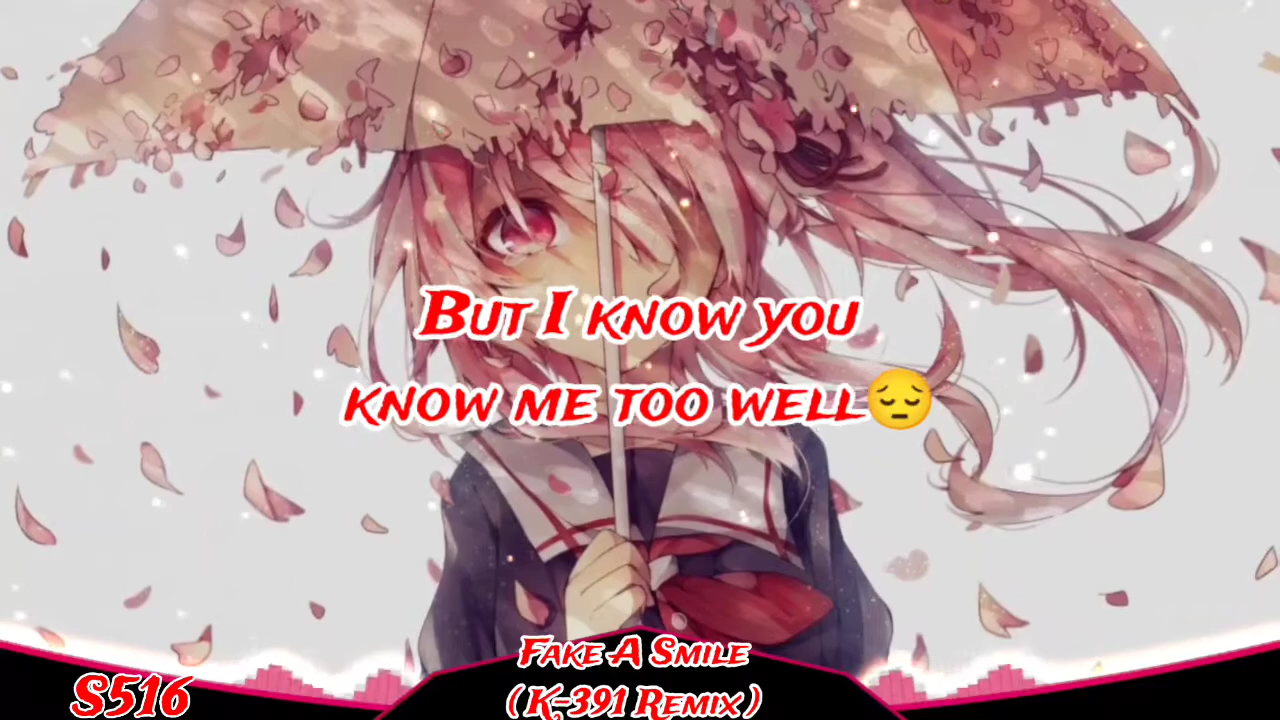 But I know you
know me too well😔
Fake A Smile
(K-391 Remix)
S516